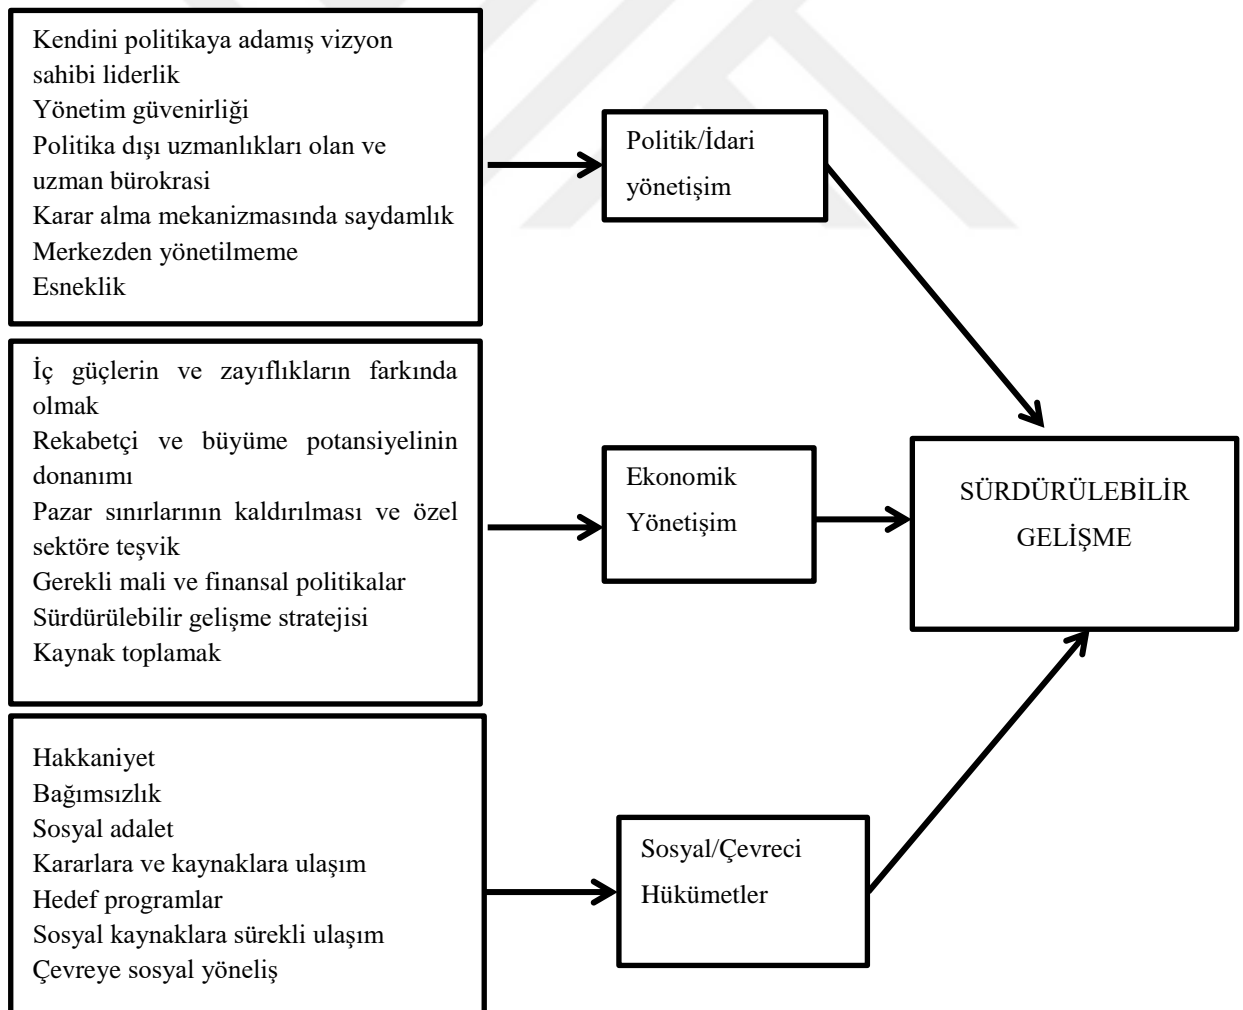 Kendini politikaya adamış vizyon
sahibi liderlik
Yönetim güvenirliği
Politika dışı uzmanlıkları olan ve
uzman bürokrasi
Karar alma mekanizmasında saydamlık
Merkezden yönetilmeme
Esneklik
Politik/İdari
yönetişim
İç güçlerin ve zayıflıkların farkında
olmak
Rekabetçi ve büyüme potansiyelinin
donanımı
Pazar sınırlarının kaldırılması ve özel
sektöre teşvik
Gerekli mali ve finansal politikalar
Sürdürülebilir gelişme stratejisi
Kaynak toplamak
Ekonomik
Yönetişim
SÜRDÜRÜLEBİLİR
GELİŞME
Hakkaniyet
Bağımsızlık
Sosyal adalet
Kararlara ve kaynaklara ulaşım
Hedef programlar
Sosyal kaynaklara sürekli ulaşım
Çevreye sosyal yöneliş
Sosyal/Çevreci
Hükümetler